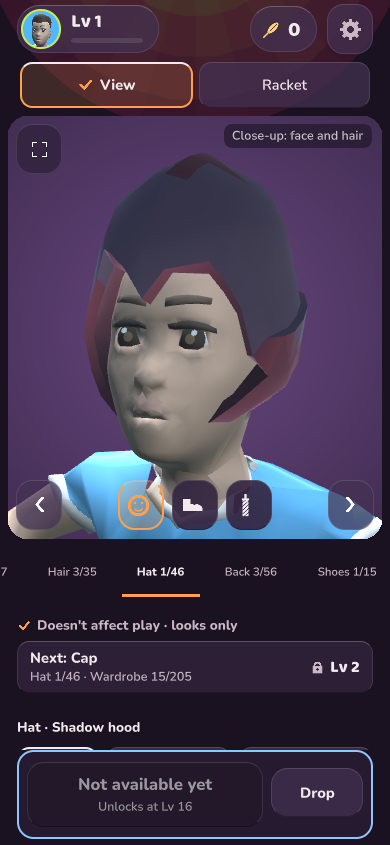 Lv 1
0
View
Racket
Close-up: face and hair
7
Hair 3/35
Hat 1/46
Back 3/56
Shoes 1/15
Doesn't affect play · looks only
Next: Cap
Hat 1/46 · Wardrobe 15/205
Lv 2
Hat · Shadow hood
Not available yet
Unlocks at Lv 16
Drop